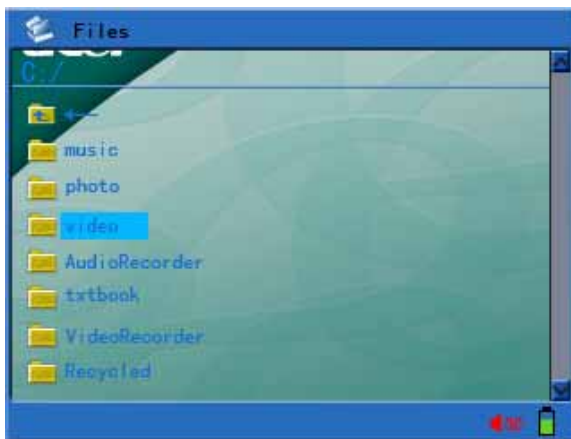 Files
C:/
←
music
photo
video
AudioRecorder
txtbook
VideoRecorder
Recycled